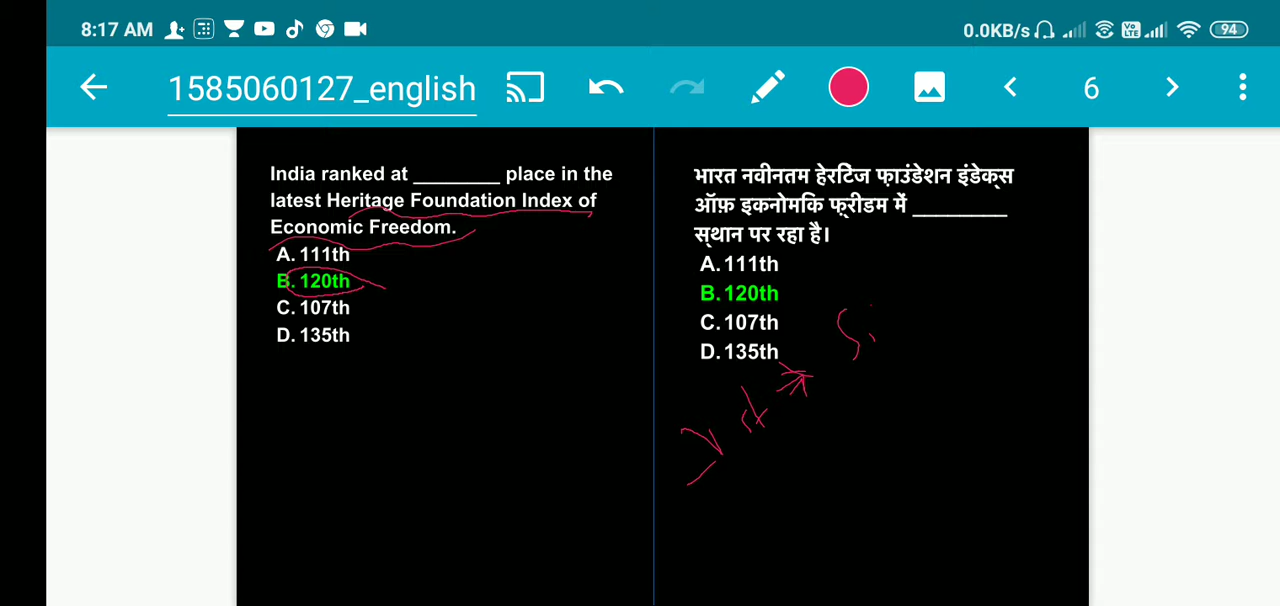 8:17 AM
0.0KB/s
Vo
LTE
94
1585060127_english
6
India ranked at ________ place in the
latest Heritage Foundation Index of
Economic Freedom.
A. 111th
B. 120th
C. 107th
D. 135th
भारत नवीनतम हेरिटेज फ़ाउंडेशन इंडेक्स
ऑफ़ इकनोमिक फ्रीडम में ________
स्थान पर रहा है।
A. 111th
B. 120th
C. 107th
D. 135th